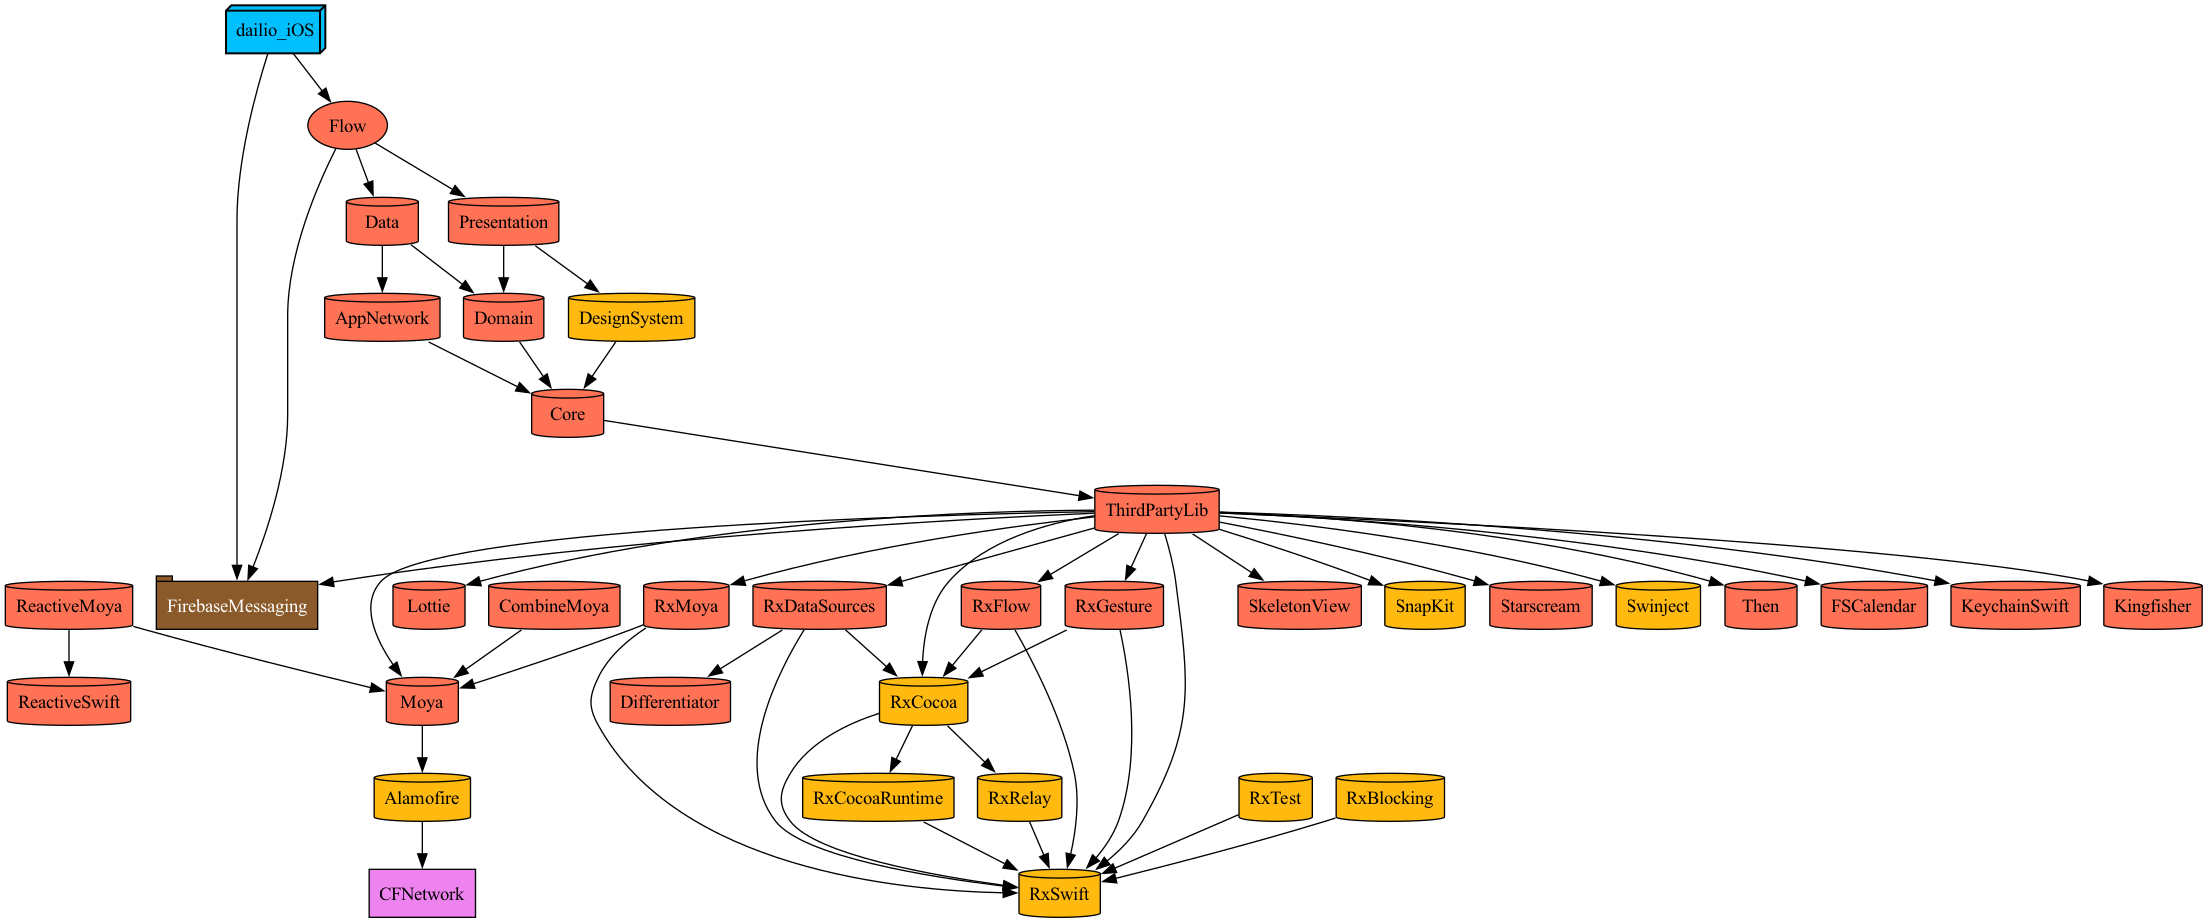 dailio_iOS
Flow
Data
Presentation
AppNetwork
Domain
DesignSystem
Core
ThirdPartyLib
ReactiveMoya
FirebaseMessaging
Lottie
CombineMoya
RxMoya
RxDataSources
RxFlow
RxGesture
SkeletonView
SnapKit
Starscream
Swinject
Then
FSCalendar
KeychainSwift
Kingfisher
ReactiveSwift
Moya
Differentiator
RxCocoa
Alamofire
RxCocoaRuntime
RxRelay
RxTest
RxBlocking
CFNetwork
RxSwift